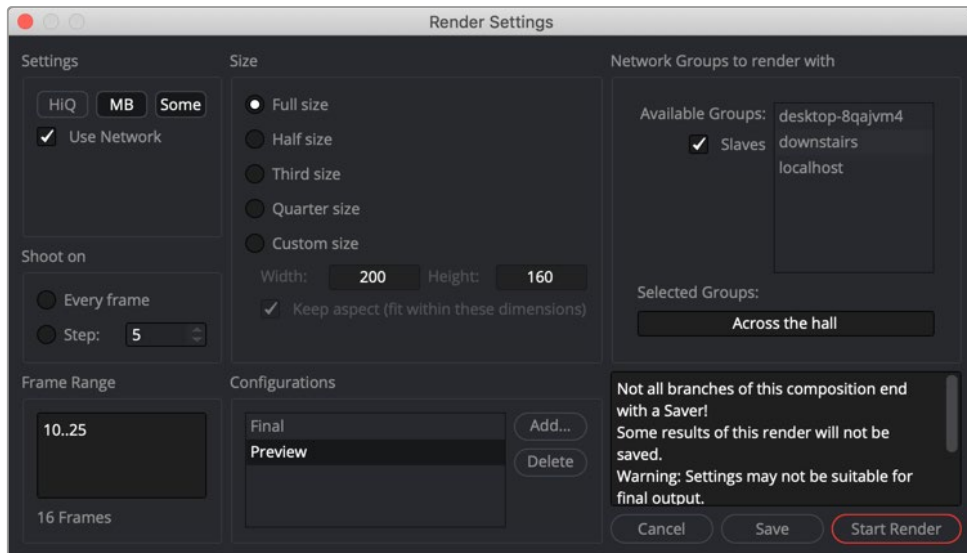 Render Settings
Settings
HiQ MB Some
Use Network
Shoot on
Every frame
Step: 5
Frame Range
10..25
16 Frames
Size
Full size
Half size
Third size
Quarter size
Custom size
Width: 200 Height: 160
Keep aspect (fit within these dimensions)
Configurations
Final
Preview
Add...
Delete
Network Groups to render with
Available Groups:
Slaves
desktop-8qajvm4
downstairs
localhost
Selected Groups:
Across the hall
Not all branches of this composition end
with a Saver!
Some results of this render will not be
saved.
Warning: Settings may not be suitable for
final output.
Cancel Save Start Render